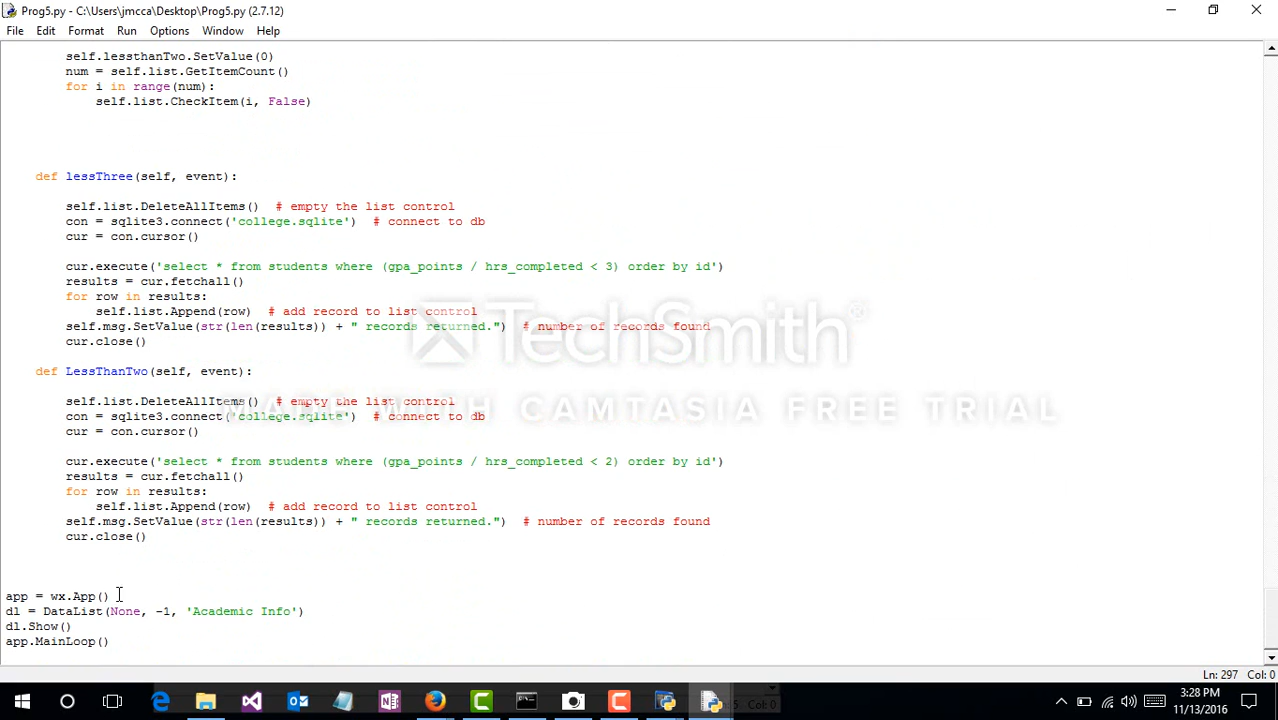 Prog5.py - C:\Users\jmcca\Desktop\Prog5.py (2.7.12)
File Edit Format Run Options Window Help
self.lessthanTwo.SetValue(0)
num = self.list.GetItemCount()
for i in range(num):
self.list.CheckItem(i, False)
def lessThree(self, event):
self.list.DeleteAllItems() # empty the list control
con = sqlite3.connect('college.sqlite') # connect to db
cur = con.cursor()
cur.execute('select * from students where (gpa_points / hrs_completed < 3) order by id')
results = cur.fetchall()
for row in results:
self.list.Append(row) # add record to list control
self.msg.SetValue(str(len(results)) + " records returned.") # number of records found
cur.close()
TechSmith®
def LessThanTwo(self, event):
self.list.DeleteAllItems() # empty the list control
MADE WITH CAMTASIA FREE TRIAL
con = sqlite3.connect('college.sqlite') # connect to db
cur = con.cursor()
cur.execute('select * from students where (gpa_points / hrs_completed < 2) order by id')
results = cur.fetchall()
for row in results:
self.list.Append(row) # add record to list control
self.msg.SetValue(str(len(results)) + " records returned.") # number of records found
cur.close()
app = wx.App()
dl = DataList(None, -1, 'Academic Info')
dl.Show()
app.MainLoop()
Ln: 297 Col: 0
3:28 PM
11/13/2016